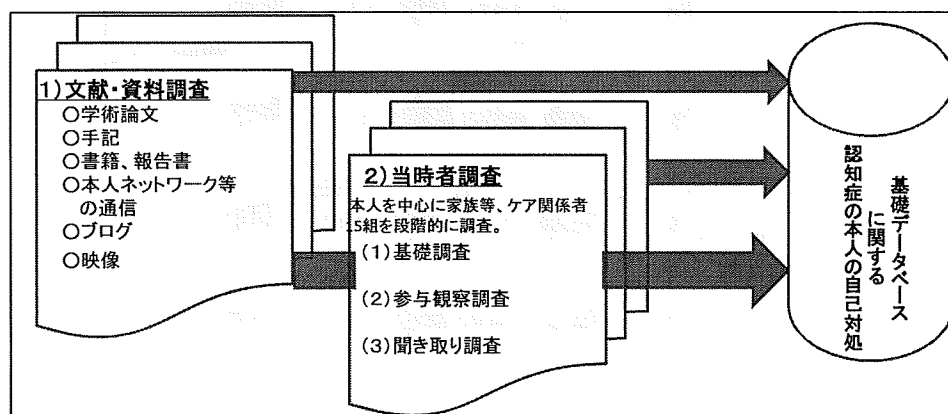 1)文献・資料調査
○学術論文
○手記
○書籍、報告書
○本人ネットワーク等
の通信
○ブログ
○映像
2)当時者調査
本人を中心に家族等、ケア関係者
15組を段階的に調査。
(1)基礎調査
(2)参与観察調査
(3)聞き取り調査
認知症の本人の自己対処
に関する
基礎データベース